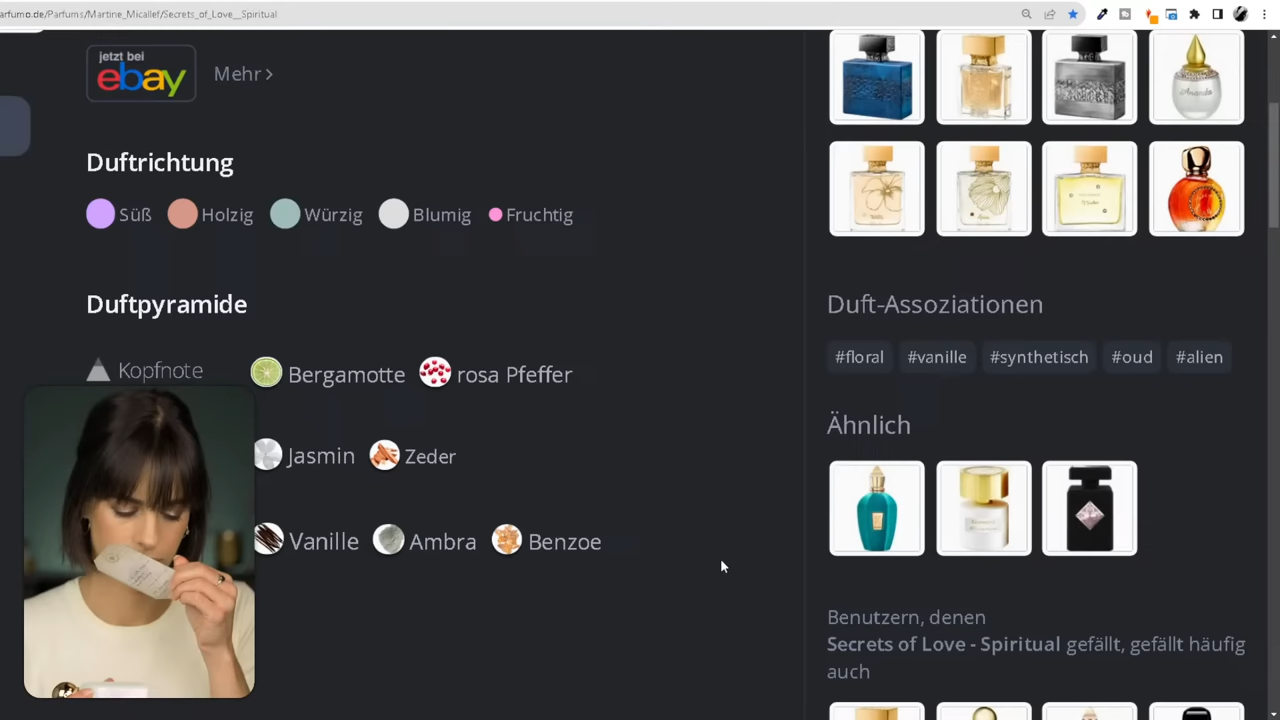 arfumo.de/Parfums/Martine_Micallef/Secrets_of_Love__Spiritual
jetzt bei
ebay
Mehr >
Duftrichtung
Süß Holzig Würzig Blumig Fruchtig
Duftpyramide
Kopfnote Bergamotte rosa Pfeffer
Jasmin Zeder
Vanille Ambra Benzoe
Duft-Assoziationen
#floral #vanille #synthetisch #oud #alien
Ähnlich
Benutzern, denen
Secrets of Love - Spiritual gefällt, gefällt häufig
auch